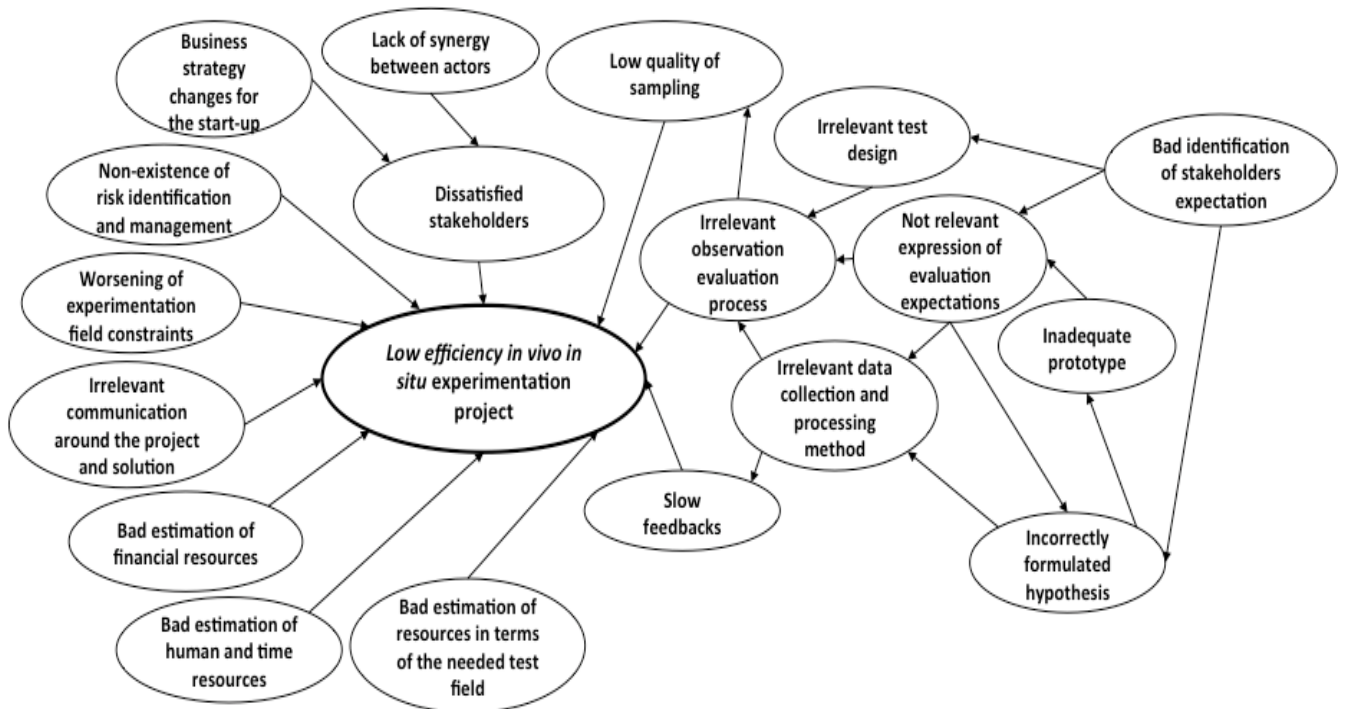 Business
strategy
changes for
the start-up
Lack of synergy
between actors
Low quality of
sampling
Irrelevant test
design
Bad identification
of stakeholders
expectation
Non-existence of
risk identification
and management
Dissatisfied
stakeholders
Irrelevant
observation
evaluation
process
Not relevant
expression of
evaluation
expectations
Worsening of
experimentation
field constraints
Low efficiency in vivo in
situ experimentation
project
Inadequate
prototype
Irrelevant
communication
around the project
and solution
Irrelevant data
collection and
processing
method
Slow
feedbacks
Incorrectly
formulated
hypothesis
Bad estimation of
financial resources
Bad estimation of
human and time
resources
Bad estimation of
resources in terms
of the needed test
field